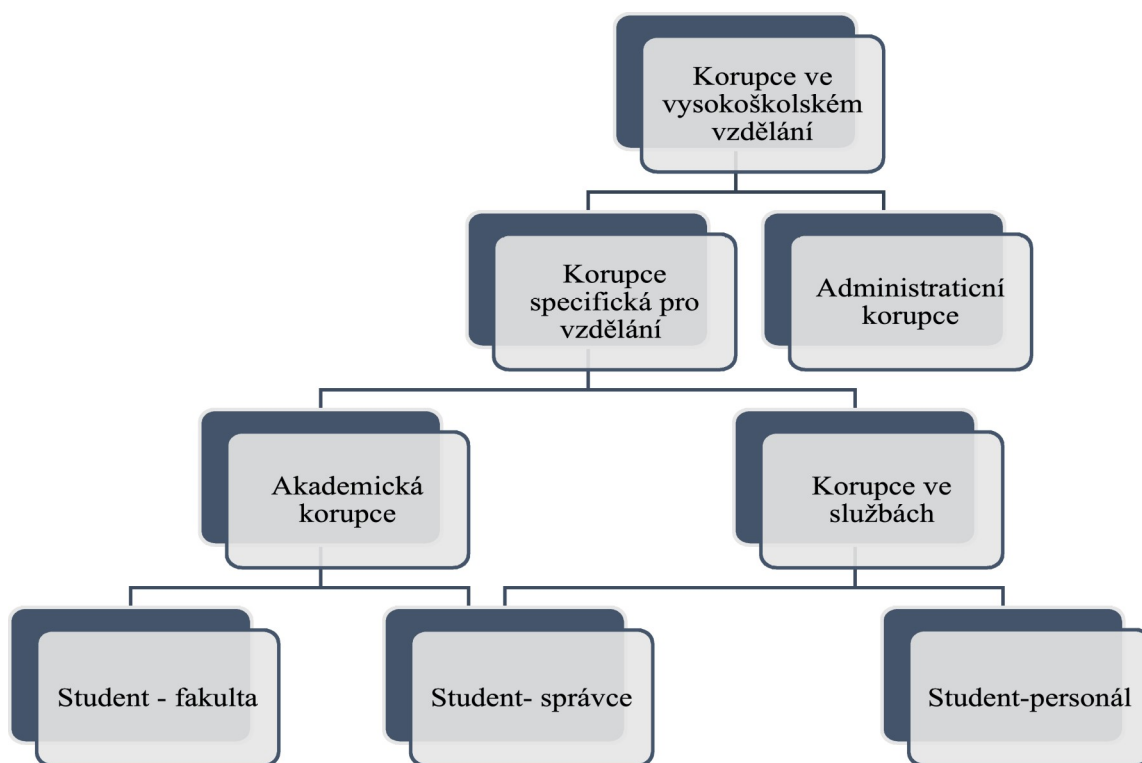 Korupce ve
vysokoškolském
vzdělání
Korupce
specifická pro
vzdělání
Administraticní
korupce
Akademická
korupce
Korupce ve
službách
Student - fakulta
Student- správce
Student-personál